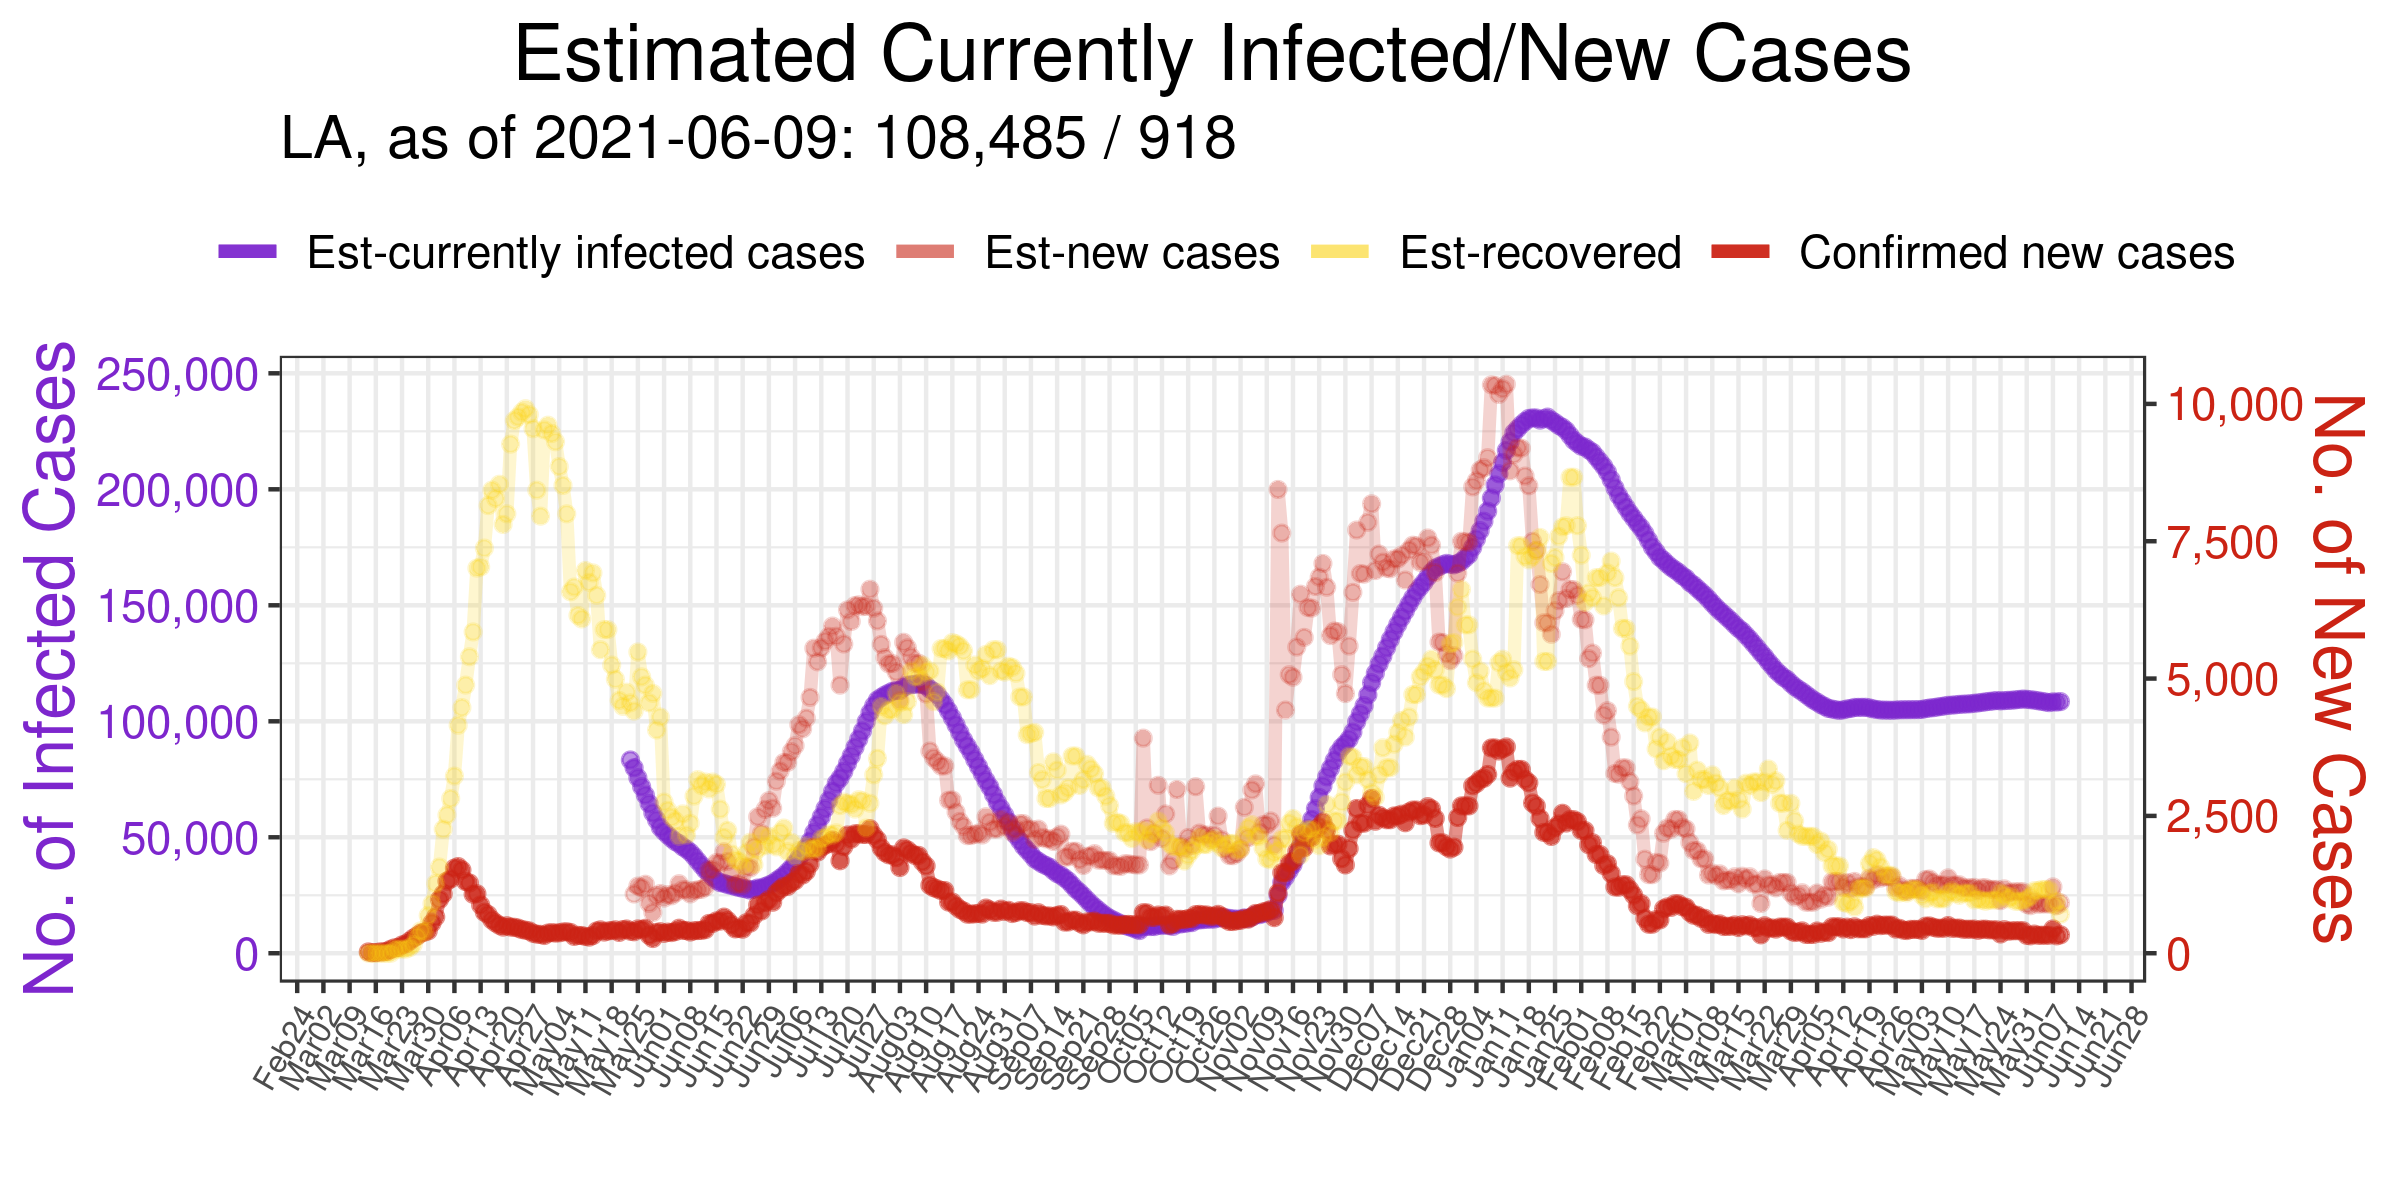 Estimated Currently Infected/New Cases
LA, as of 2021-06-09: 108,485 / 918
Est-currently infected cases Est-new cases Est-recovered Confirmed new cases
No. of Infected Cases
250,000
200,000
150,000
100,000
50,000
0
10,000
7,500
5,000
2,500
0
No. of New Cases
Feb24 Mar02 Mar09 Mar16 Mar23 Mar30 Apr06 Apr13 Apr20 Apr27 May04 May11 May18 May25 Jun01 Jun08 Jun15 Jun22 Jun29 Jul06 Jul13 Jul20 Jul27 Aug03 Aug10 Aug17 Aug24 Aug31 Sep07 Sep14 Sep21 Sep28 Oct05 Oct12 Oct19 Oct26 Nov02 Nov09 Nov16 Nov23 Nov30 Dec07 Dec14 Dec21 Dec28 Jan04 Jan11 Jan18 Jan25 Feb01 Feb08 Feb15 Feb22 Mar01 Mar08 Mar15 Mar22 Mar29 Apr05 Apr12 Apr19 Apr26 May03 May10 May17 May24 May31 Jun07 Jun14 Jun21 Jun28